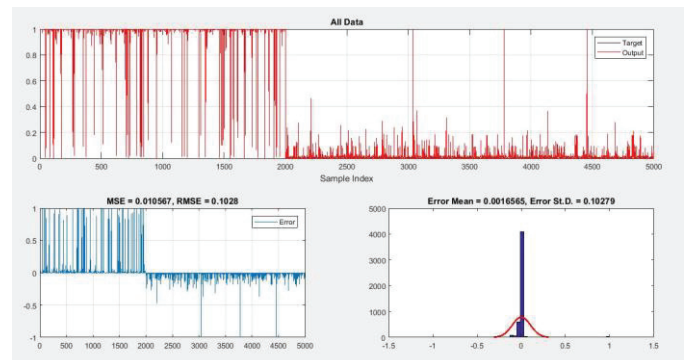 All Data
1
0.8
0.6
0.4
0.2
0
Target
Output
0 500 1000 1500 2000 2500 3000 3500 4000 4500 5000
Sample Index
MSE = 0.010567, RMSE = 0.1028
1
0.5
0
-0.5
-1
Error
0 500 1000 1500 2000 2500 3000 3500 4000 4500 5000
Error Mean = 0.0016565, Error St.D. = 0.10279
5000
4000
3000
2000
1000
0
-1.5 -1 -0.5 0 0.5 1 1.5